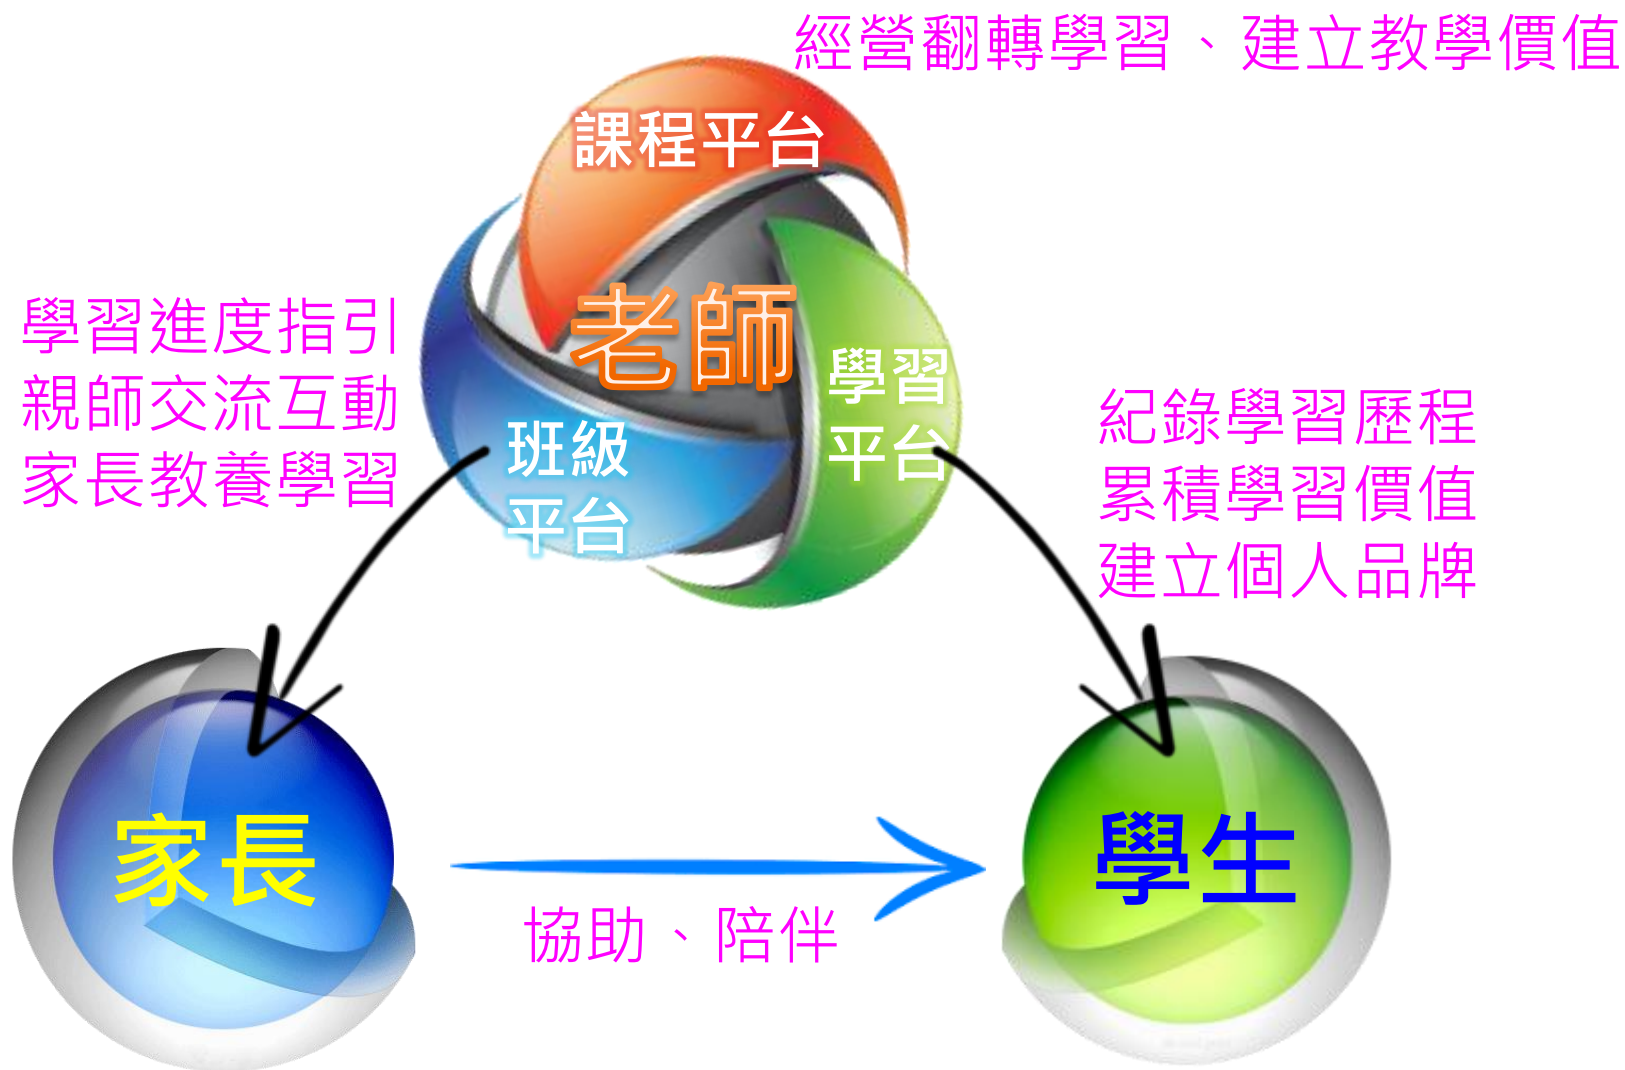 經營翻轉學習、建立教學價值
課程平台
老師
學習
平台
班級
平台
學習進度指引
親師交流互動
家長教養學習
紀錄學習歷程
累積學習價值
建立個人品牌
家長
學生
協助、陪伴